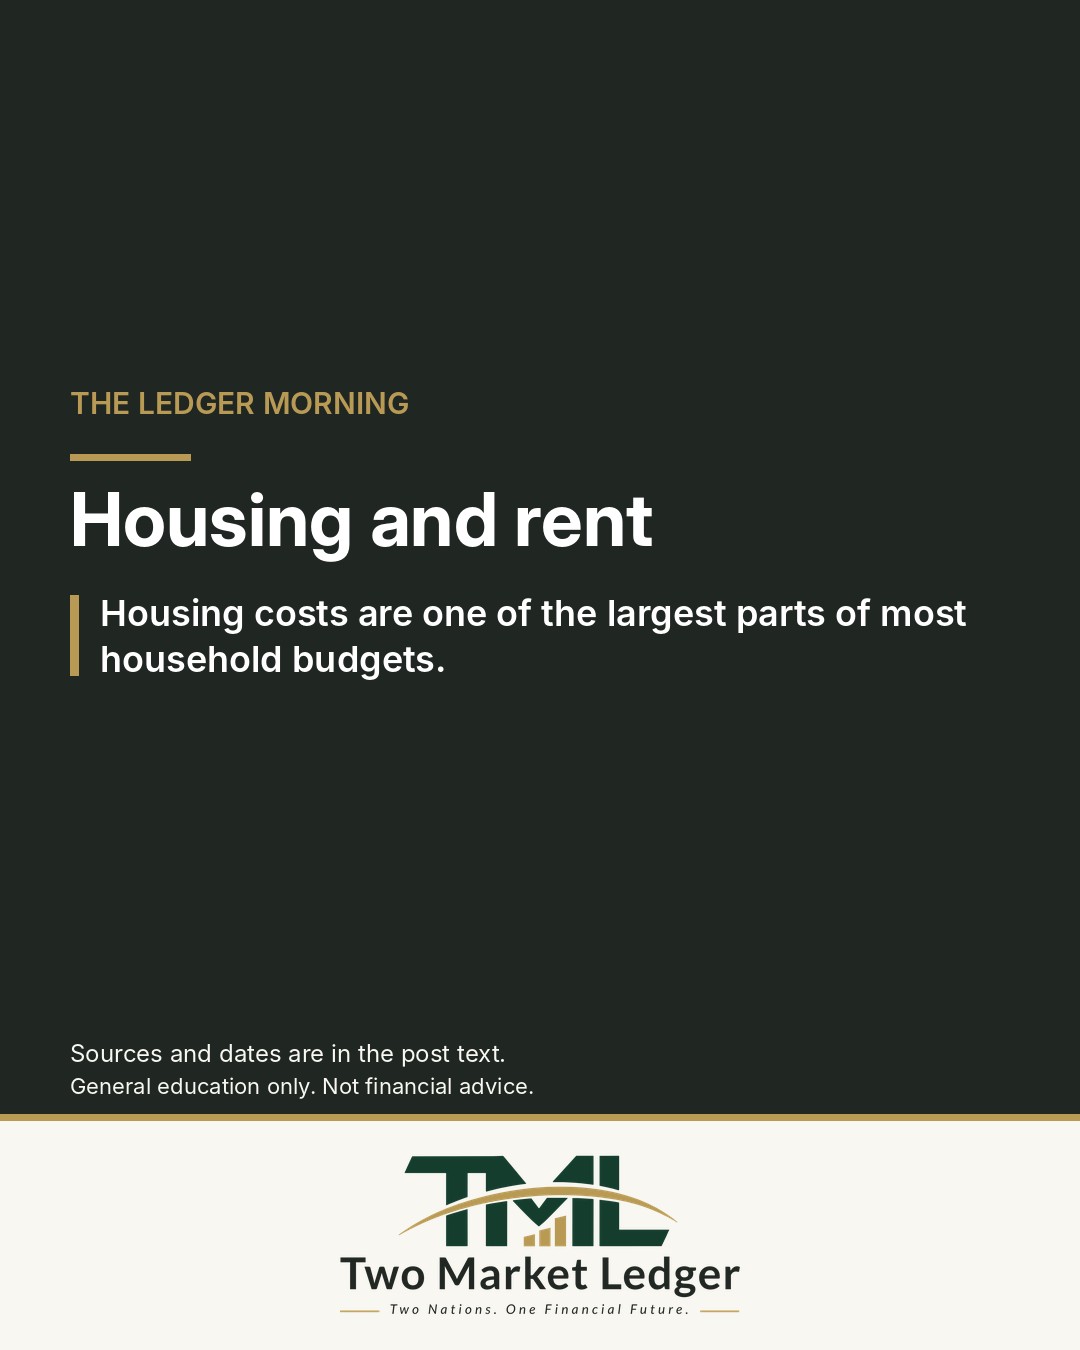 THE LEDGER MORNING
Housing and rent
Housing costs are one of the largest parts of most
household budgets.
Sources and dates are in the post text.
General education only. Not financial advice.
TML
Two Market Ledger
Two Nations. One Financial Future.